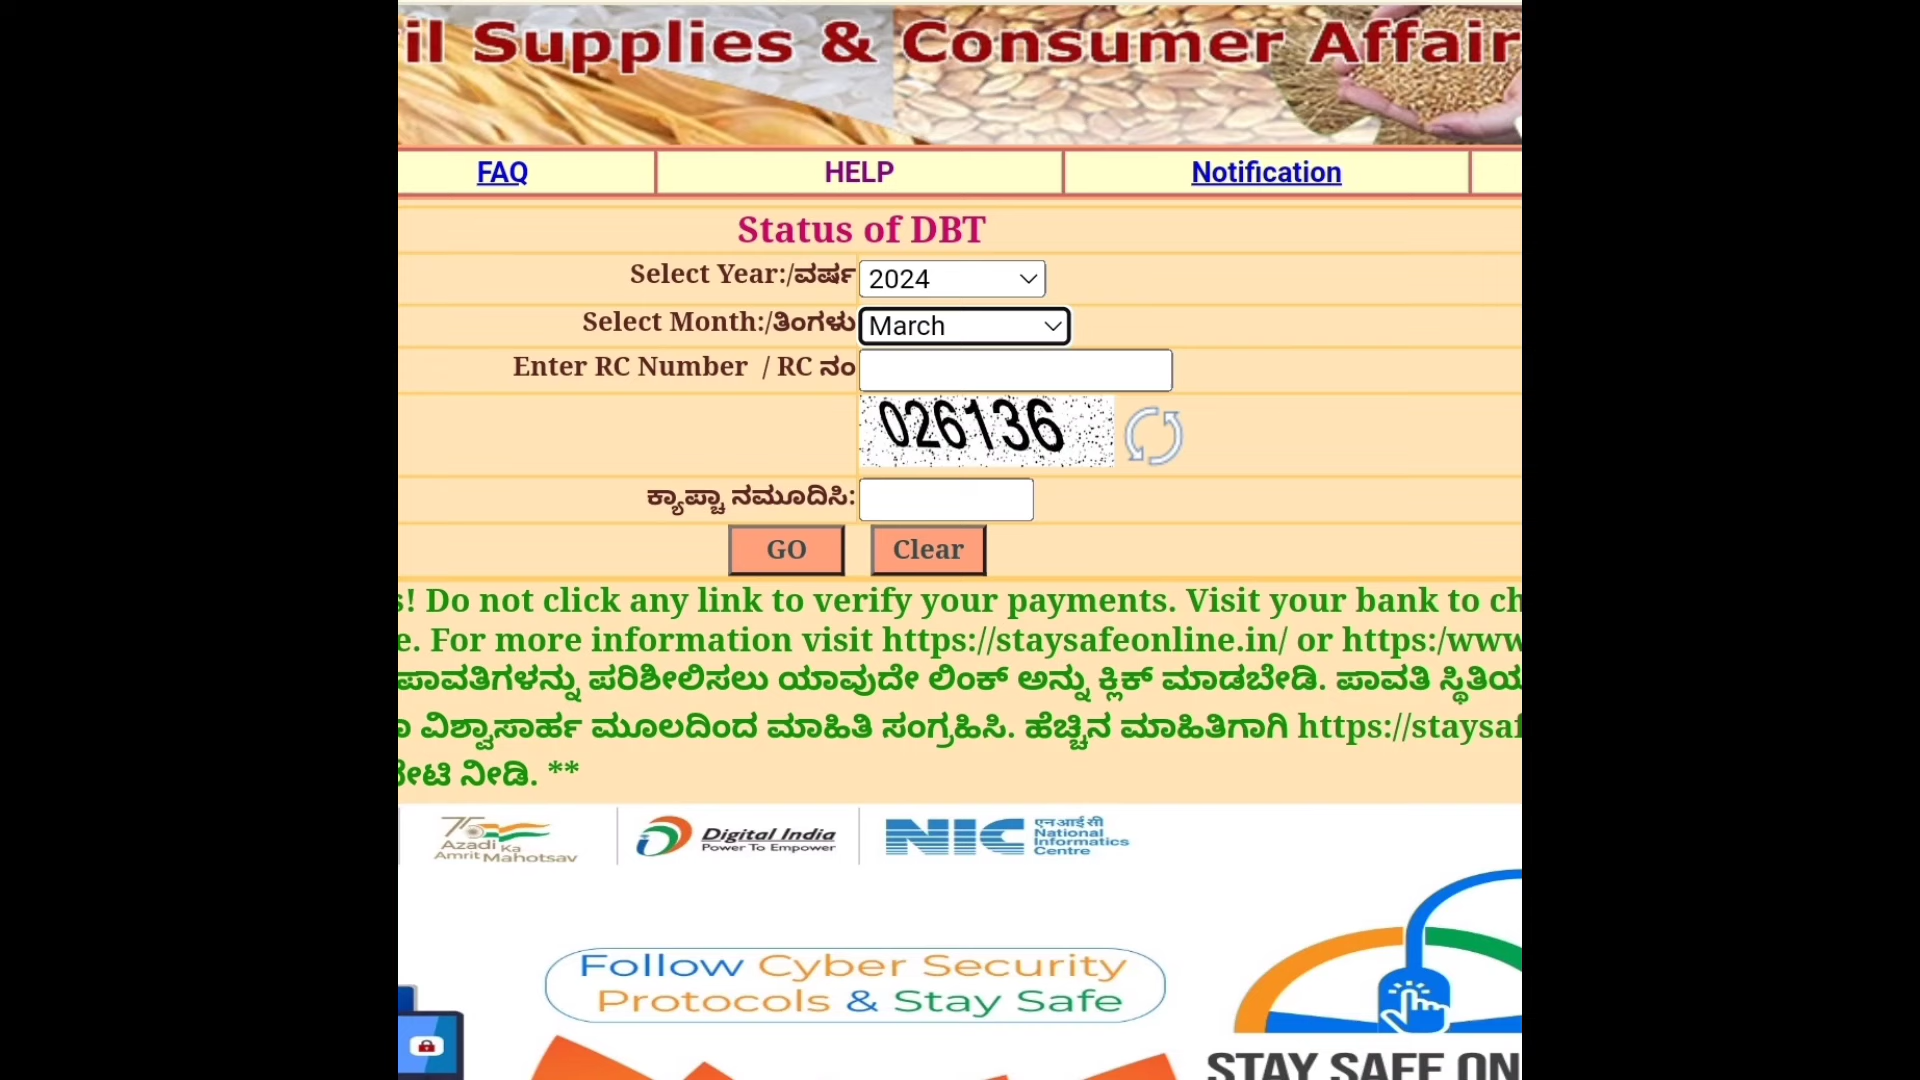 il Supplies & Consumer Affair
FAQ HELP Notification
Status of DBT
Select Year:/ವರ್ಷ 2024
Select Month:/ತಿಂಗಳು March
Enter RC Number / RC ನಂ
026136
ಕ್ಯಾಪ್ಚಾ ನಮೂದಿಸಿ:
GO Clear
s! Do not click any link to verify your payments. Visit your bank to ch
e. For more information visit https://staysafeonline.in/ or https:/www
ಪಾವತಿಗಳನ್ನು ಪರಿಶೀಲಿಸಲು ಯಾವುದೇ ಲಿಂಕ್ ಅನ್ನು ಕ್ಲಿಕ್ ಮಾಡಬೇಡಿ. ಪಾವತಿ ಸ್ಥಿತಿಯ
ವಿಶ್ವಾಸಾರ್ಹ ಮೂಲದಿಂದ ಮಾಹಿತಿ ಸಂಗ್ರಹಿಸಿ. ಹೆಚ್ಚಿನ ಮಾಹಿತಿಗಾಗಿ https://staysaf
ಭೇಟಿ ನೀಡಿ. **
75
Azadi Ka
Amrit Mahotsav
Digital India
Power To Empower
NIC
एन आई सी
National
Informatics
Centre
Follow Cyber Security
Protocols & Stay Safe
STAY SAFE ON